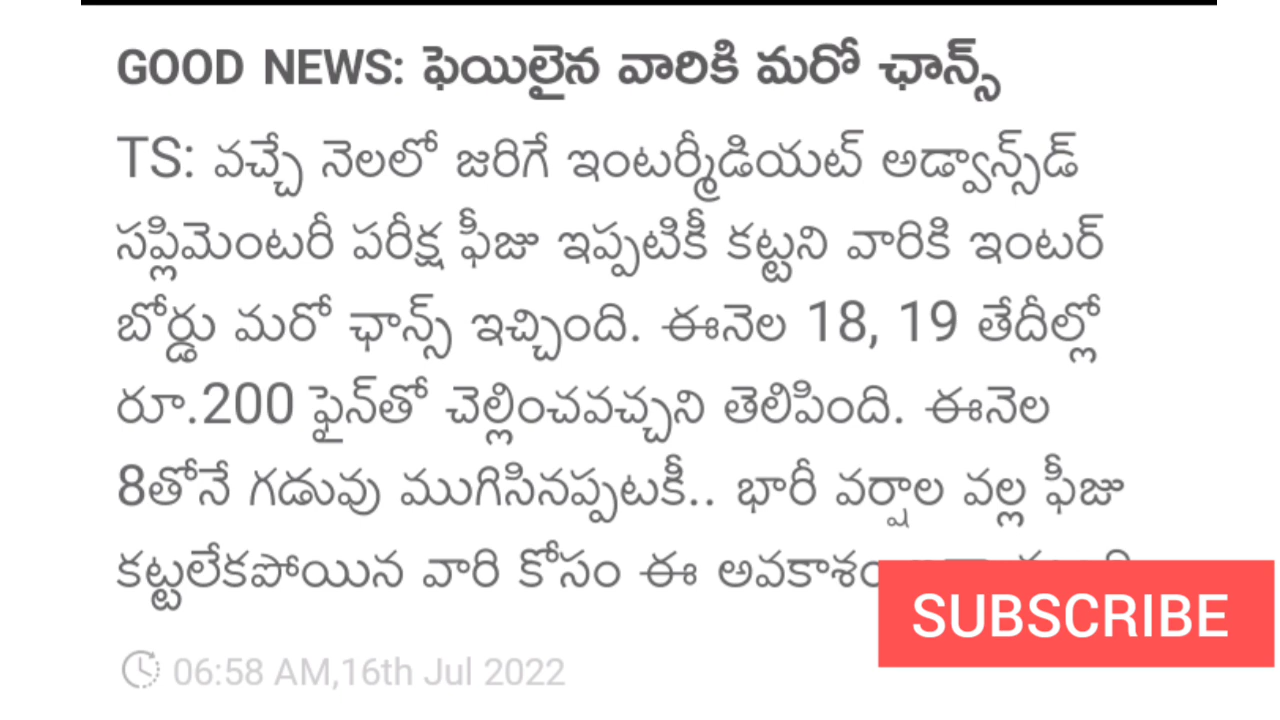 GOOD NEWS: ఫెయిలైన వారికి మరో ఛాన్స్
TS: వచ్చే నెలలో జరిగే ఇంటర్మీడియట్ అడ్వాన్స్‌డ్
సప్లిమెంటరీ పరీక్ష ఫీజు ఇప్పటికీ కట్టని వారికి ఇంటర్
బోర్డు మరో ఛాన్స్ ఇచ్చింది. ఈనెల 18, 19 తేదీల్లో
రూ.200 ఫైన్‌తో చెల్లించవచ్చని తెలిపింది. ఈనెల
8తోనే గడువు ముగిసినప్పటకీ.. భారీ వర్షాల వల్ల ఫీజు
కట్టలేకపోయిన వారి కోసం ఈ
SUBSCRIBE
06:58 AM,16th Jul 2022